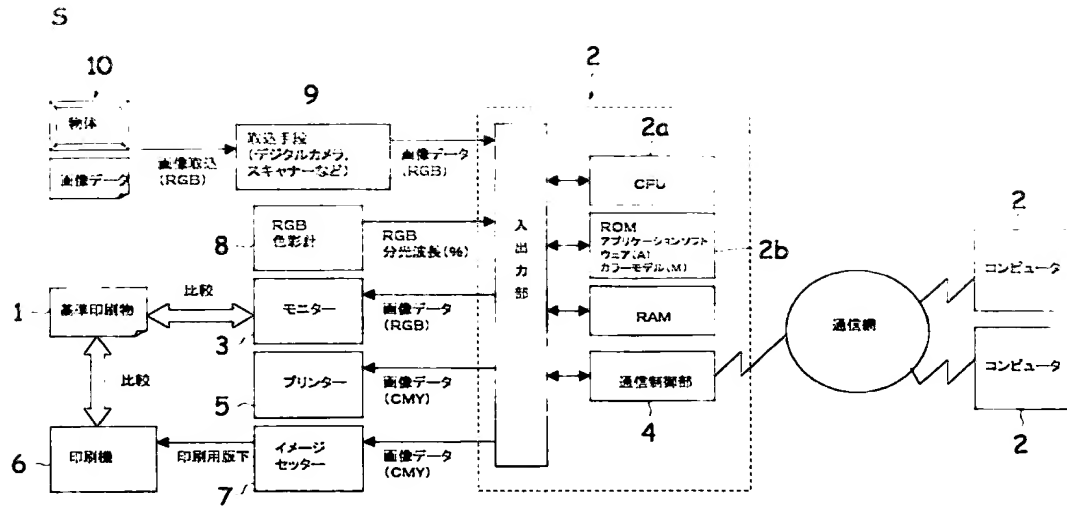 S
10
物体
画像データ
画像取込
(RGB)
9
取込手段
(デジタルカメラ,
スキャナーなど)
画像データ
(RGB)
8
RGB
色彩計
RGB
分光波長(%)
1
基準印刷物
比較
モニター
3
画像データ
(RGB)
比較
プリンター
5
画像データ
(CMY)
6
印刷機
印刷用版下
イメージ
セッター
7
画像データ
(CMY)
2
入出力部
2a
CPU
ROM
アプリケーションソフト
ウェア(A)
カラーモデル(M)
2b
RAM
通信制御部
4
通信網
2
コンピュータ
コンピュータ
2